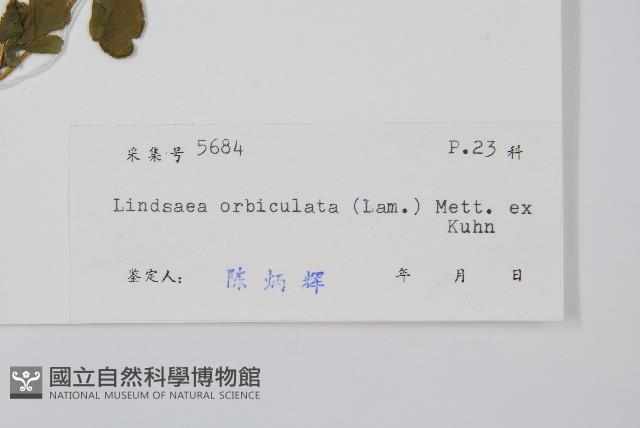 采集号 5684 P.23 科
Lindsaea orbiculata (Lam.) Mett. ex
Kuhn
鉴定人: 陈炳辉 年 月 日
國立自然科學博物館
NATIONAL MUSEUM OF NATURAL SCIENCE